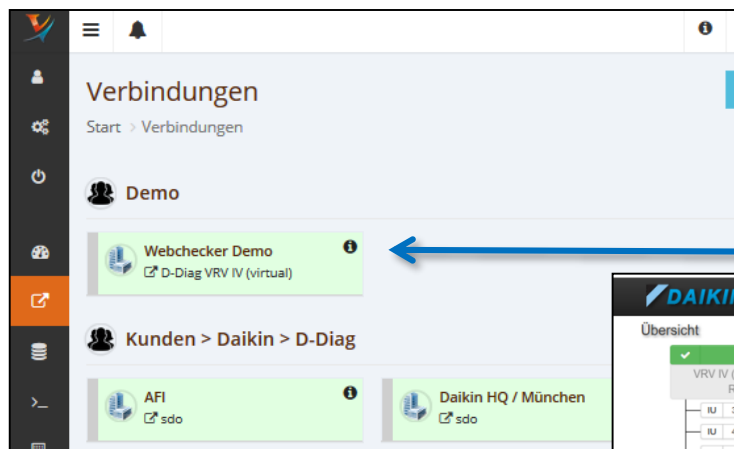 Verbindungen
Start > Verbindungen
Demo
Webchecker Demo
D-Diag VRV IV (virtual)
Kunden > Daikin > D-Diag
AFI
sdo
Daikin HQ / München
sdo
Übersicht
VRV IV
IU
IU